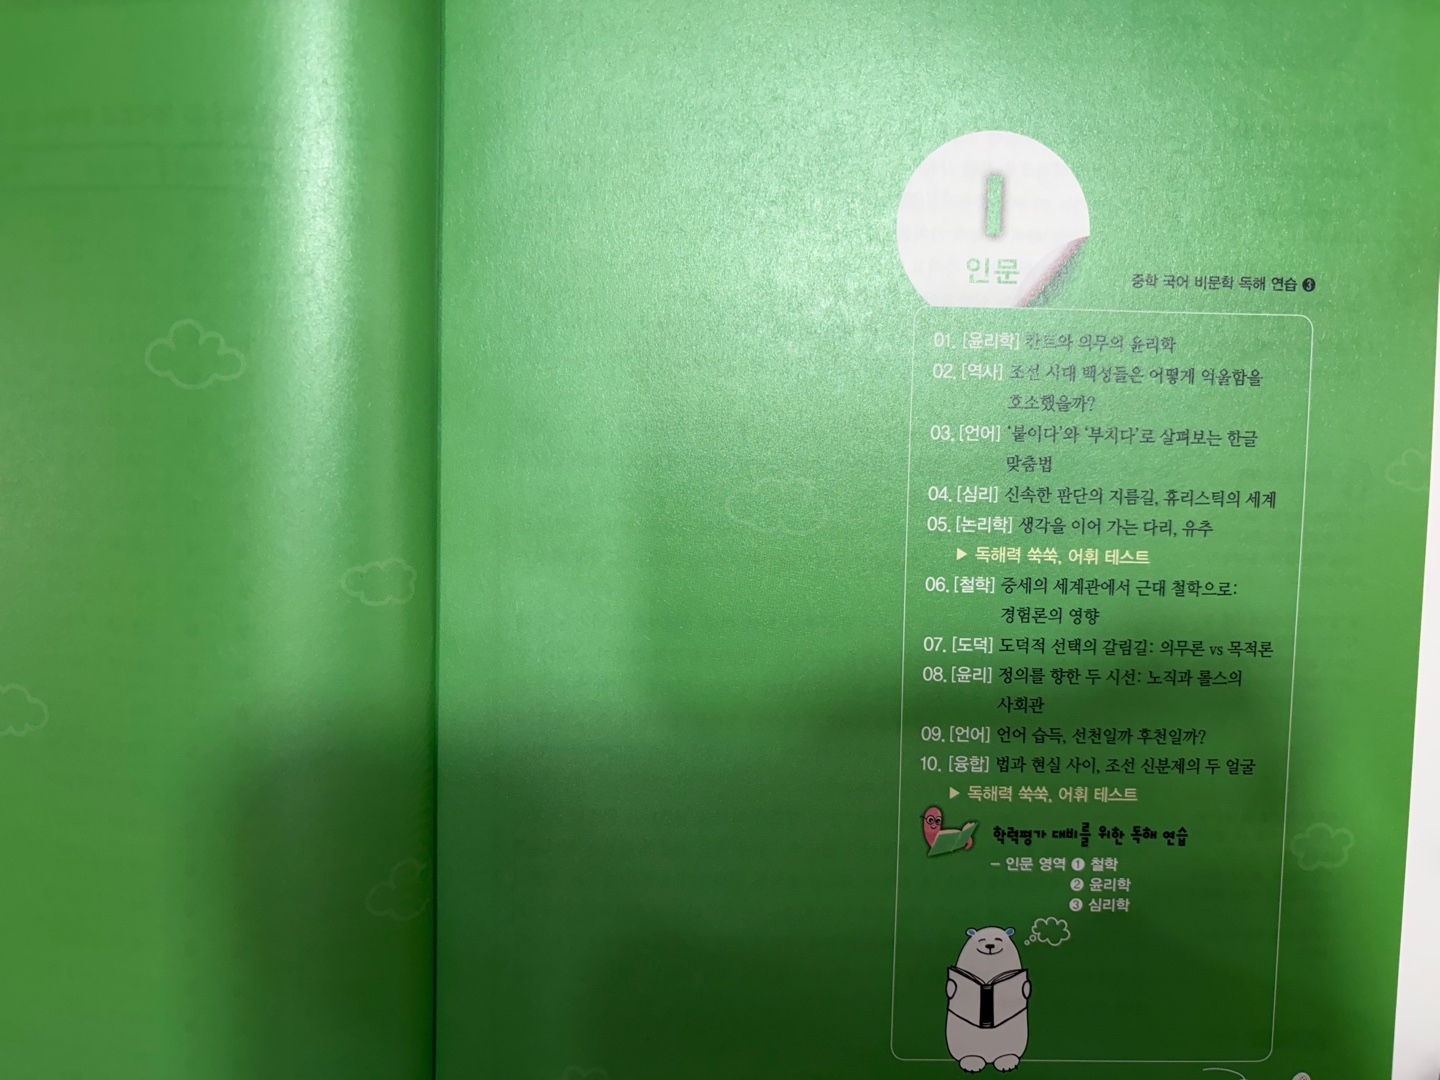 I
인문
중학 국어 비문학 독해 연습 ❸
01. [윤리학] 칸트와 의무의 윤리학
02. [역사] 조선 시대 백성들은 어떻게 억울함을
호소했을까?
03. [언어] ‘붙이다’와 ‘부치다’로 살펴보는 한글
맞춤법
04. [심리] 신속한 판단의 지름길, 휴리스틱의 세계
05. [논리학] 생각을 이어 가는 다리, 유추
▶ 독해력 쑥쑥, 어휘 테스트
06. [철학] 중세의 세계관에서 근대 철학으로:
경험론의 영향
07. [도덕] 도덕적 선택의 갈림길: 의무론 vs 목적론
08. [윤리] 정의를 향한 두 시선: 노직과 롤스의
사회관
09. [언어] 언어 습득, 선천일까 후천일까?
10. [융합] 법과 현실 사이, 조선 신분제의 두 얼굴
▶ 독해력 쑥쑥, 어휘 테스트
학력평가 대비를 위한 독해 연습
– 인문 영역 ❶ 철학
❷ 윤리학
❸ 심리학